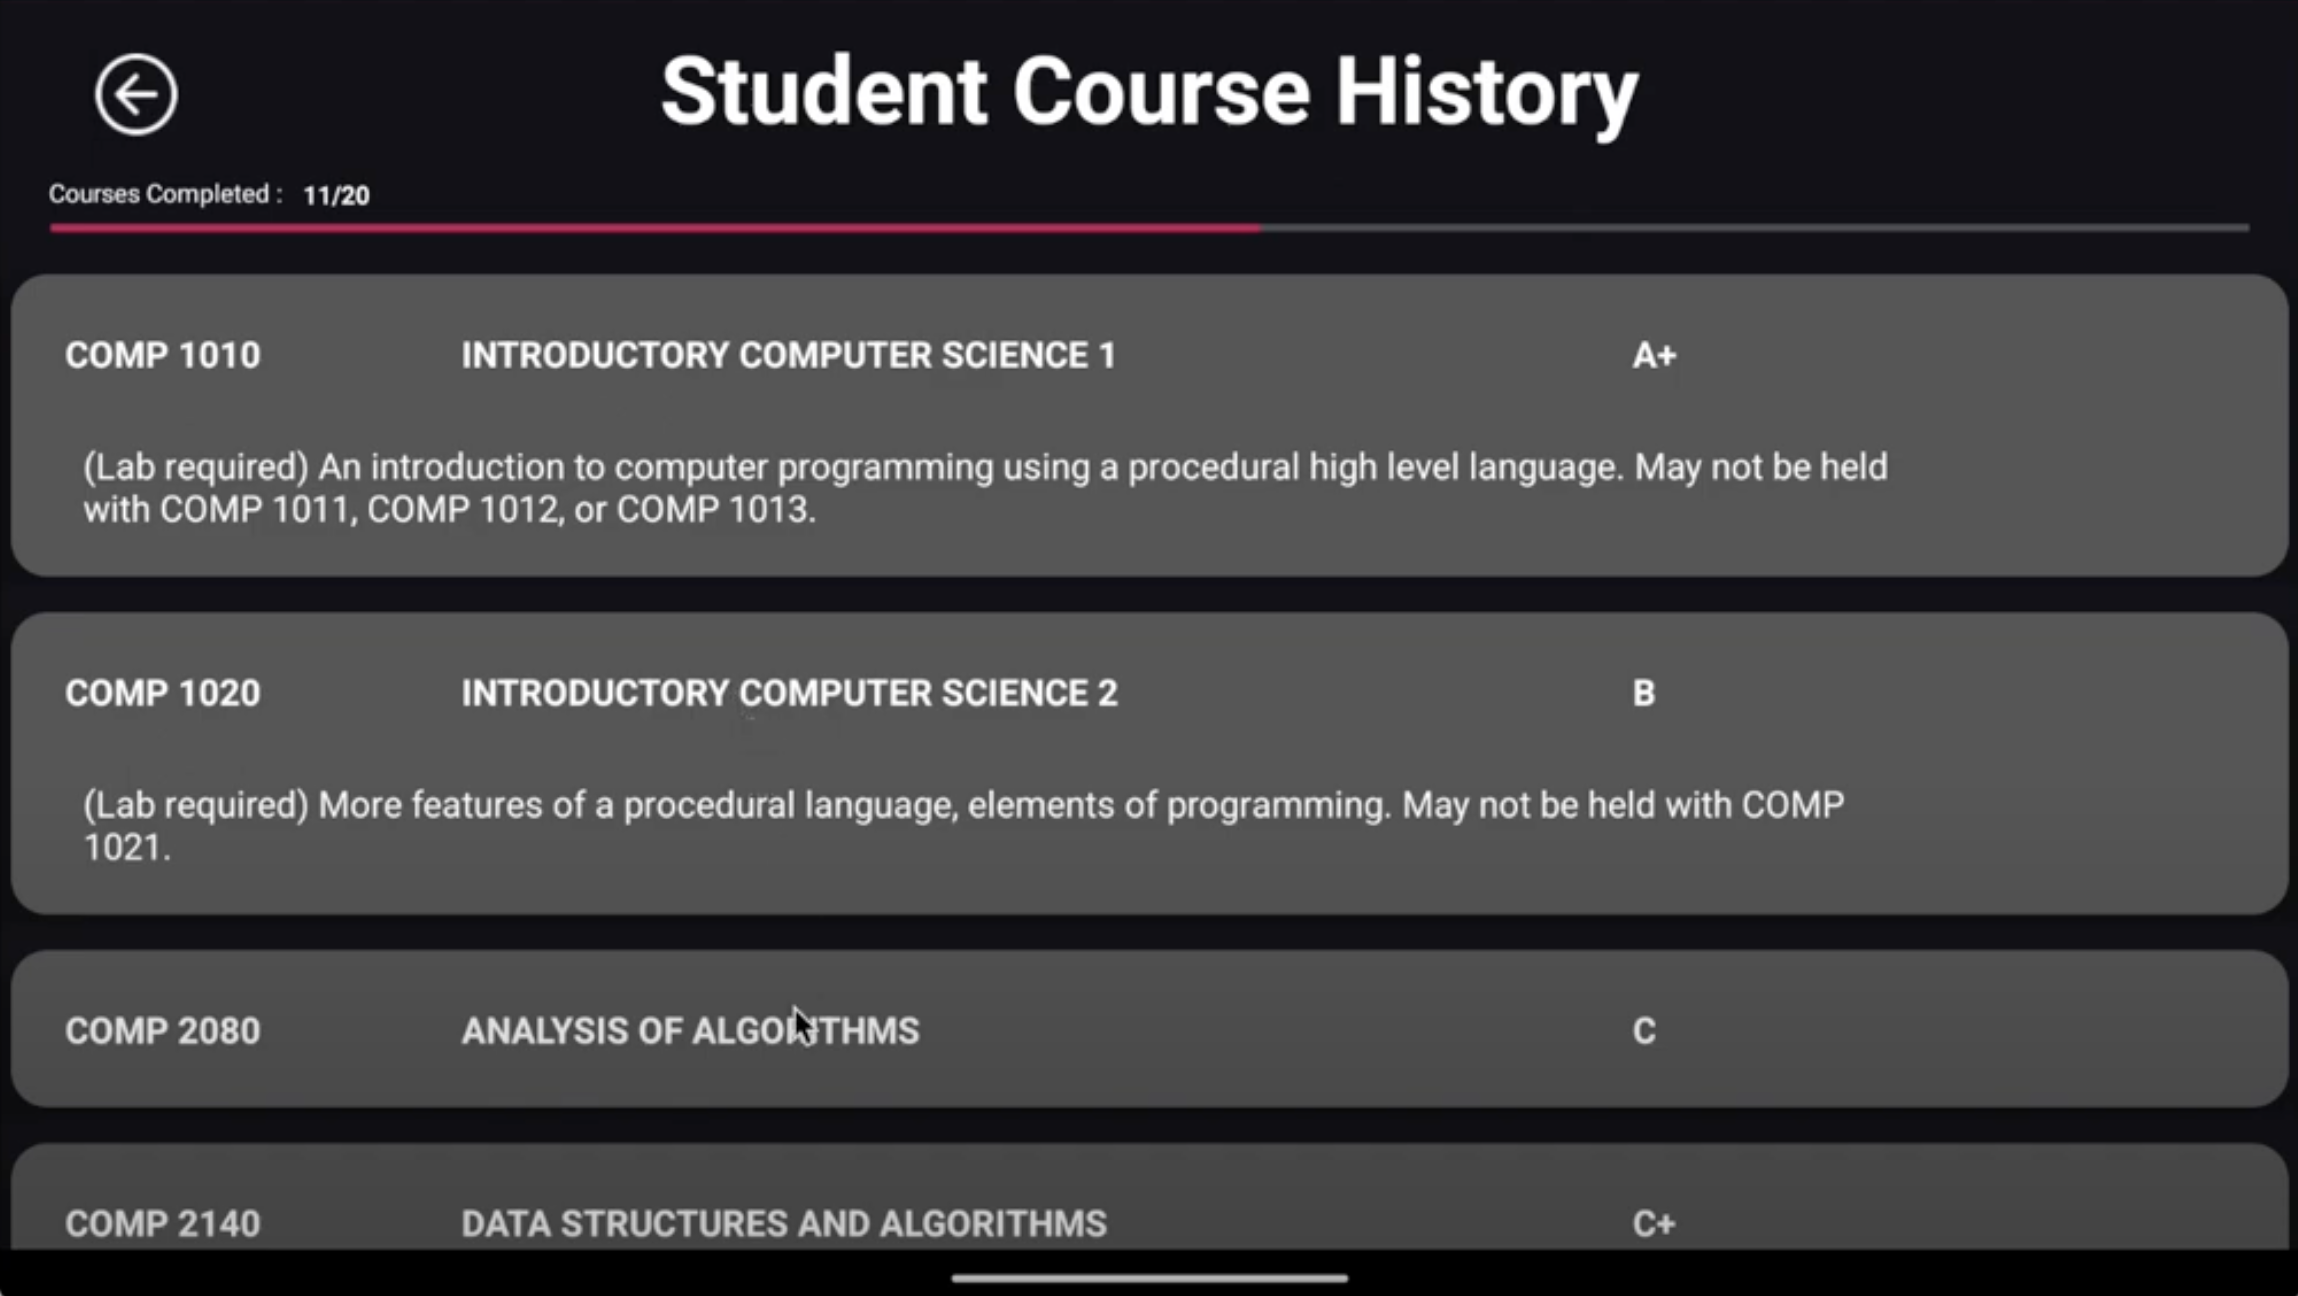 Student Course History
Courses Completed : 11/20
COMP 1010 INTRODUCTORY COMPUTER SCIENCE 1 A+
(Lab required) An introduction to computer programming using a procedural high level language. May not be held
with COMP 1011, COMP 1012, or COMP 1013.
COMP 1020 INTRODUCTORY COMPUTER SCIENCE 2 B
(Lab required) More features of a procedural language, elements of programming. May not be held with COMP
1021.
COMP 2080 ANALYSIS OF ALGORITHMS C
COMP 2140 DATA STRUCTURES AND ALGORITHMS C+